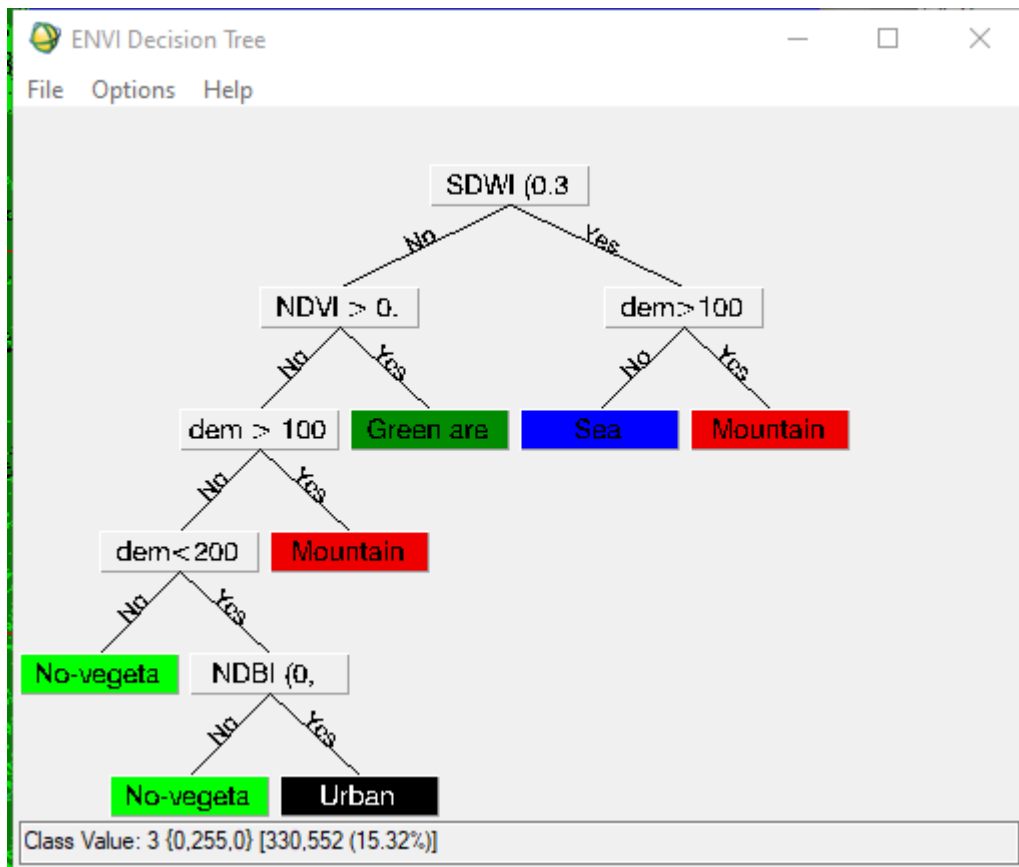 ENVI Decision Tree
File Options Help
SDWI (0.3
No Yes
NDVI > 0. dem>100
No Yes No Yes
dem > 100 Green are Sea Mountain
No Yes
dem<200 Mountain
No Yes
No-vegeta NDBI (0,
No Yes
No-vegeta Urban
Class Value: 3 {0,255,0} [330,552 (15.32%)]